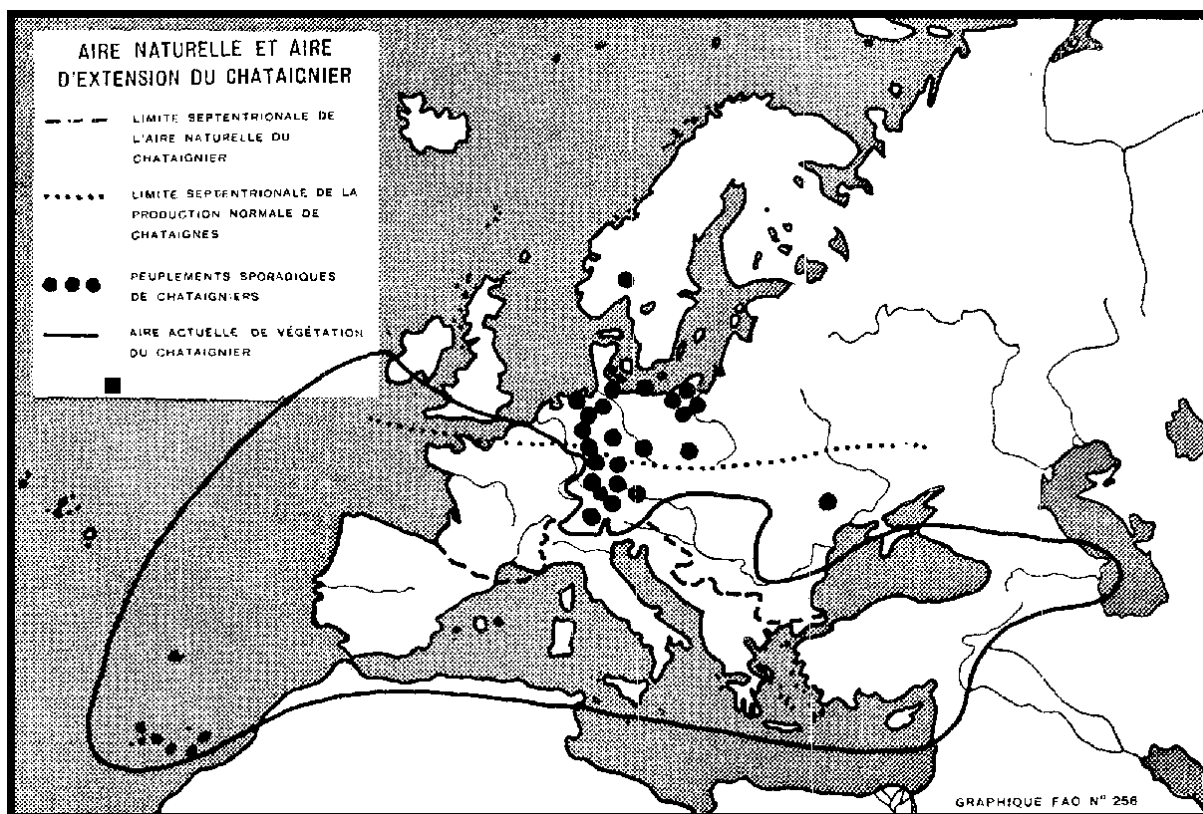 AIRE NATURELLE ET AIRE
D'EXTENSION DU CHATAIGNIER
LIMITE SEPTENTRIONALE DE
L'AIRE NATURELLE DU
CHATAIGNIER
LIMITE SEPTENTRIONALE DE LA
PRODUCTION NORMALE DE
CHATAIGNES
PEUPLEMENTS SPORADIQUES
DE CHATAIGNIERS
AIRE ACTUELLE DE VÉGÉTATION
DU CHATAIGNIER
GRAPHIQUE FAO Nº 256